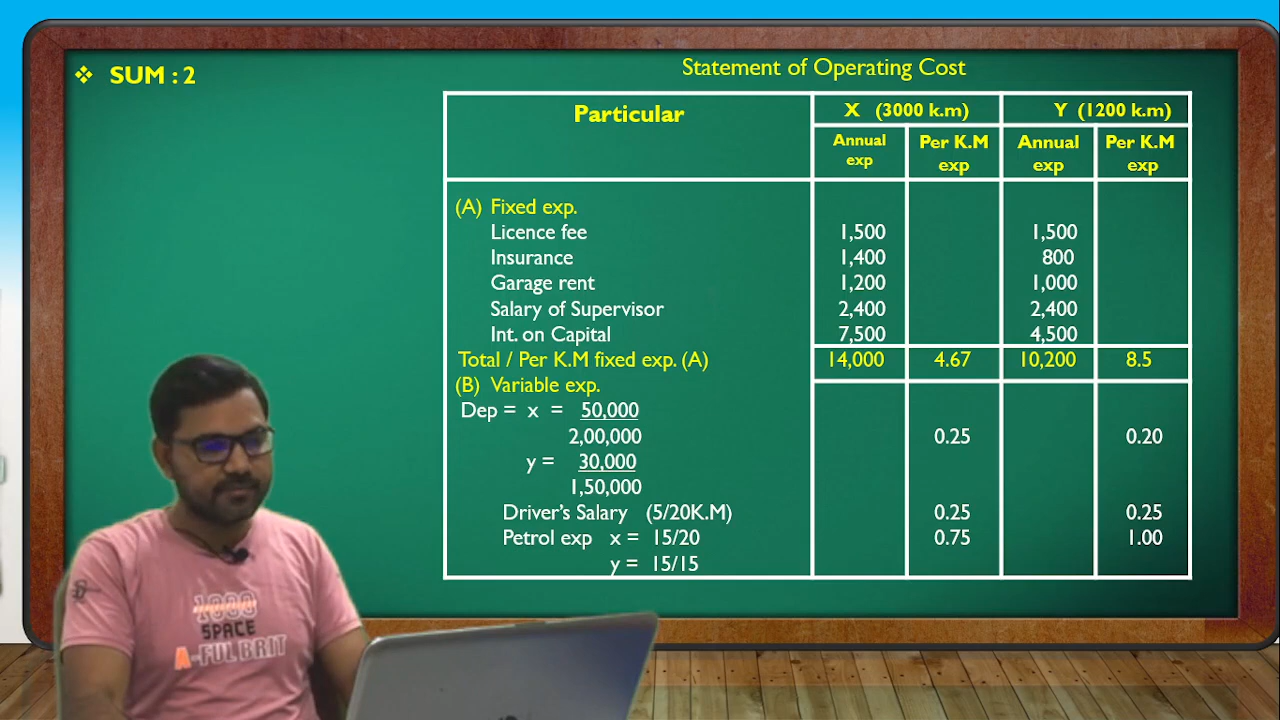 ❖ SUM : 2
Statement of Operating Cost
Particular X (3000 k.m) Y (1200 k.m)
Annual exp Per K.M exp Annual exp Per K.M exp
(A) Fixed exp.
Licence fee 1,500 1,500
Insurance 1,400 800
Garage rent 1,200 1,000
Salary of Supervisor 2,400 2,400
Int. on Capital 7,500 4,500
Total / Per K.M fixed exp. (A) 14,000 4.67 10,200 8.5
(B) Variable exp.
Dep = x = 50,000
2,00,000 0.25 0.20
y = 30,000
1,50,000
Driver's Salary (5/20K.M) 0.25 0.25
Petrol exp x = 15/20 0.75 1.00
y = 15/15
1000
SPACE
A-FUL BRIT